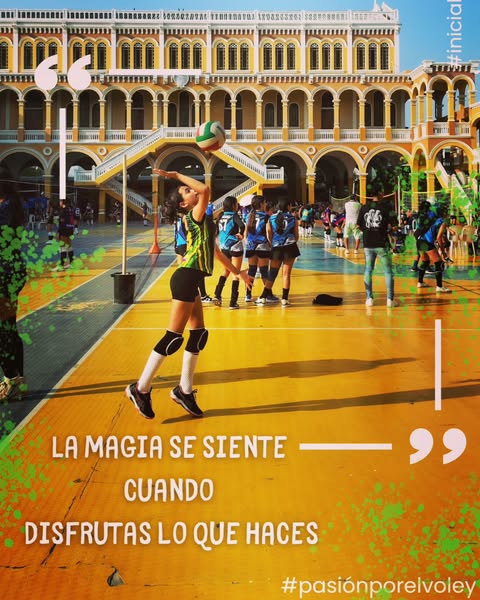 #inicial
“
LA MAGIA SE SIENTE
CUANDO
DISFRUTAS LO QUE HACES
”
#pasiónporelvoley